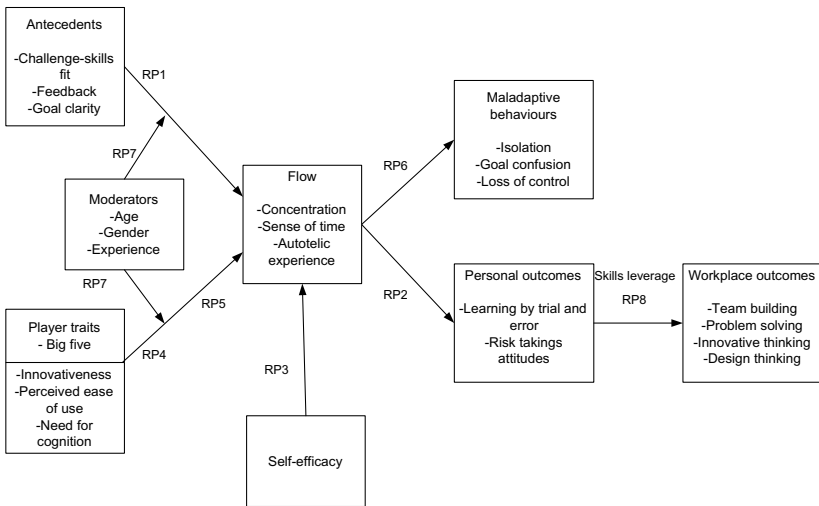 Antecedents
-Challenge-skills
fit
-Feedback
-Goal clarity
RP1
RP7
Moderators
-Age
-Gender
-Experience
RP7
RP5
Player traits
- Big five
RP4
-Innovativeness
-Perceived ease
of use
-Need for
cognition
Flow
-Concentration
-Sense of time
-Autotelic
experience
RP3
Self-efficacy
RP6
Maladaptive
behaviours
-Isolation
-Goal confusion
-Loss of control
RP2
Personal outcomes
-Learning by trial and
error
-Risk takings
attitudes
Skills leverage
RP8
Workplace outcomes
-Team building
-Problem solving
-Innovative thinking
-Design thinking